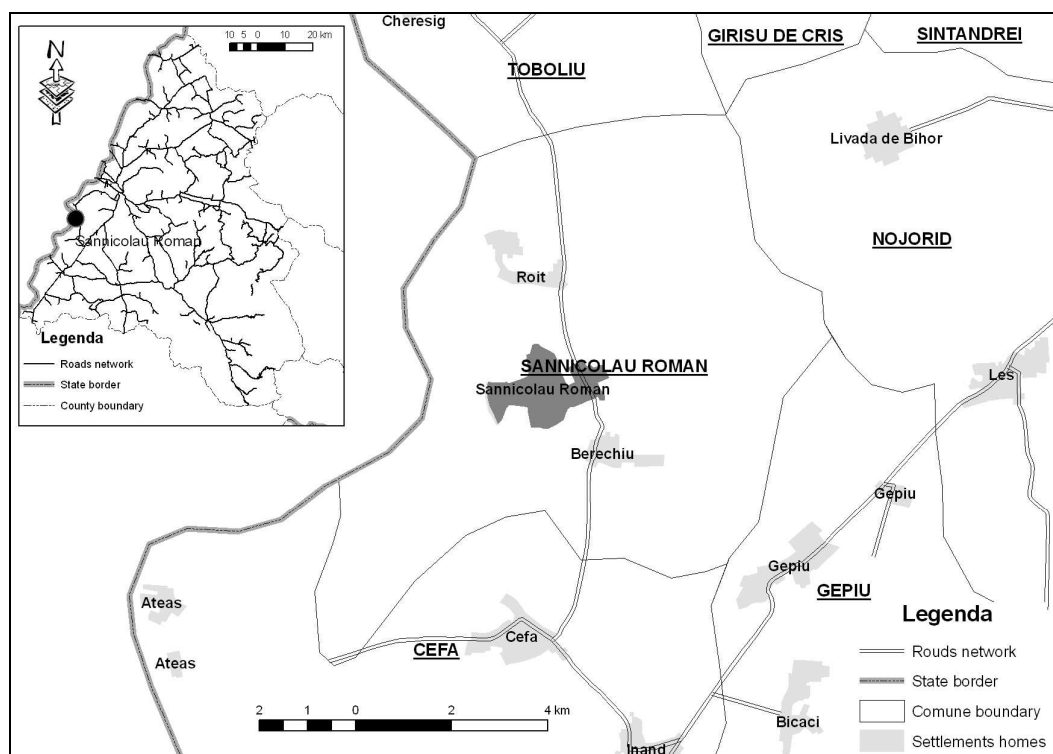 Cheresig
GIRISU DE CRIS
SINTANDREI
TOBOLIU
10 5 0 10 20 km
N
Livada de Bihor
Sannicolau Roman
NOJORID
Roit
Legenda
Roads network
State border
County boundary
SANNICOLAU ROMAN
Sannicolau Roman
Les
Berechiu
Gepiu
Gepiu
GEPIU
Ateas
Cefa
CEFA
Ateas
Legenda
Rouds network
State border
Comune boundary
Settlements homes
2 1 0 2 4 km
Bicaci
Inand